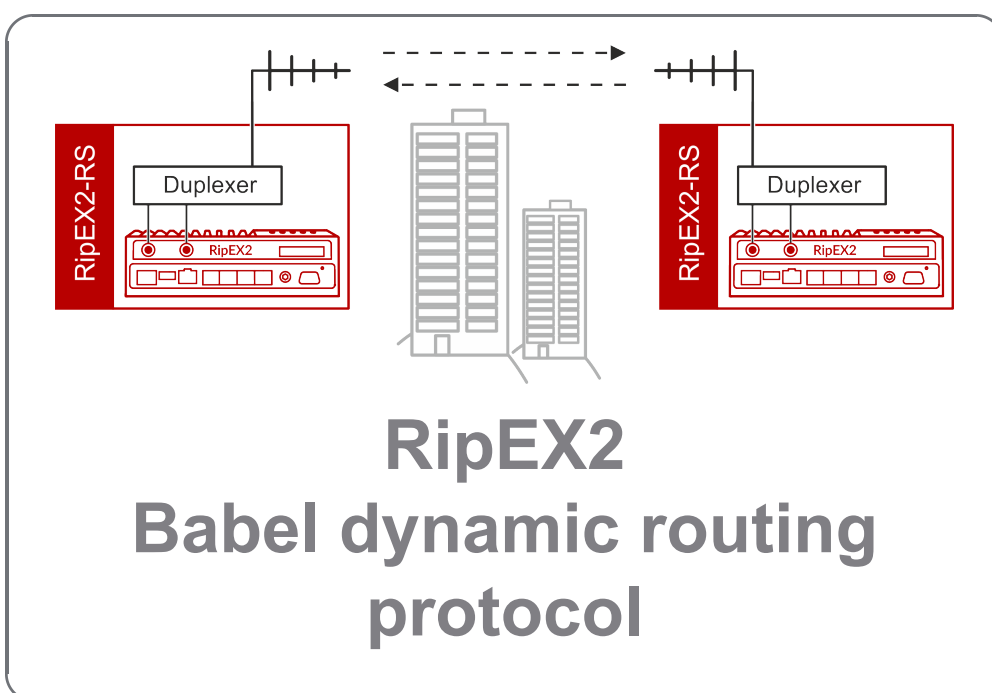 RipEX2-RS
Duplexer
RipEX2
RipEX2-RS
Duplexer
RipEX2
RipEX2
Babel dynamic routing
protocol